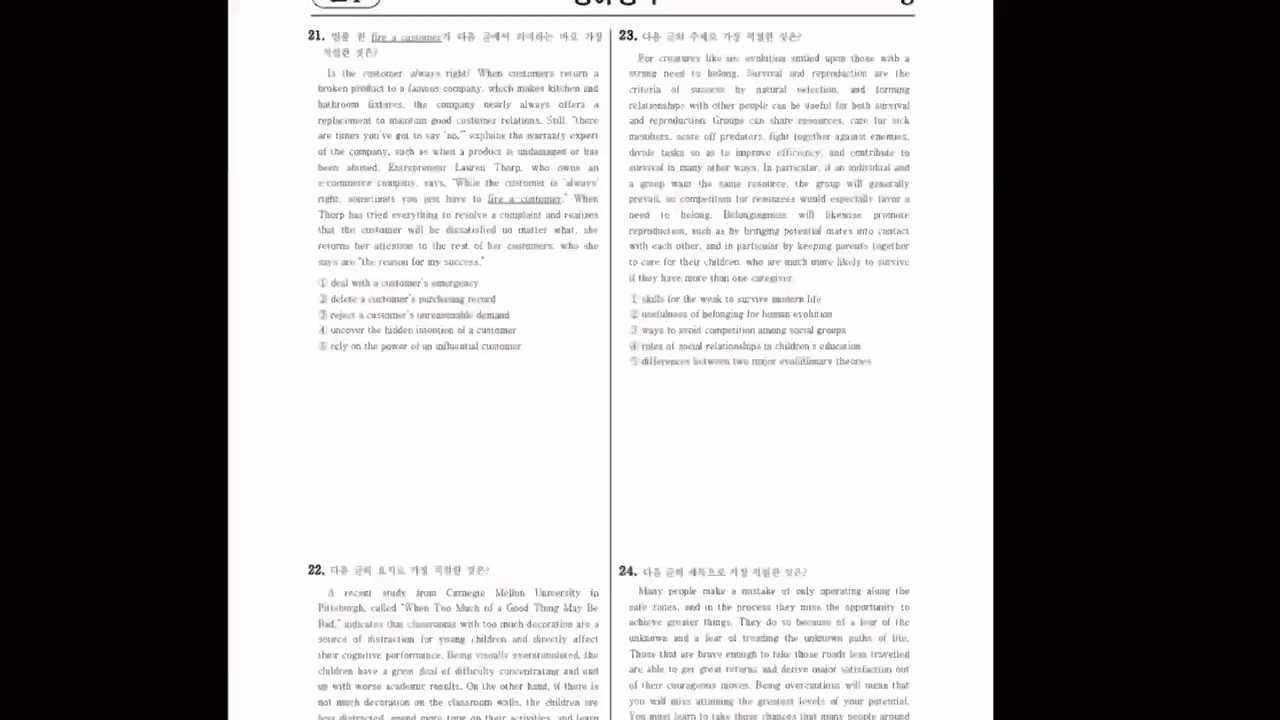 21. 밑줄 친 fire a customer가 다음 글에서 의미하는 바로 가장
적절한 것은?
Is the customer always right? When customers return a
broken product to a famous company, which makes kitchen and
bathroom fixtures, the company nearly always offers a
replacement to maintain good customer relations. Still, "there
are times you've got to say 'no,'" explains the warranty expert
of the company, such as when a product is undamaged or has
been abused. Entrepreneur Lauren Thorp, who owns an
e-commerce company, says, "While the customer is 'always'
right, sometimes you just have to fire a customer." When
Thorp has tried everything to resolve a complaint and realizes
that the customer will be dissatisfied no matter what, she
returns her attention to the rest of her customers, who she
says are "the reason for my success."
① deal with a customer's emergency
② delete a customer's purchasing record
③ reject a customer's unreasonable demand
④ uncover the hidden intention of a customer
⑤ rely on the power of an influential customer
22. 다음 글의 요지로 가장 적절한 것은?
A recent study from Carnegie Mellon University in
Pittsburgh, called "When Too Much of a Good Thing May Be
Bad," indicates that classrooms with too much decoration are a
source of distraction for young children and directly affect
their cognitive performance. Being visually overstimulated, the
children have a great deal of difficulty concentrating and end
up with worse academic results. On the other hand, if there is
not much decoration on the classroom walls, the children are
less distracted, spend more time on their activities, and learn
23. 다음 글의 주제로 가장 적절한 것은?
For creatures like us, evolution smiled upon those with a
strong need to belong. Survival and reproduction are the
criteria of success by natural selection, and forming
relationships with other people can be useful for both survival
and reproduction. Groups can share resources, care for sick
members, scare off predators, fight together against enemies,
divide tasks so as to improve efficiency, and contribute to
survival in many other ways. In particular, if an individual and
a group want the same resource, the group will generally
prevail, so competition for resources would especially favor a
need to belong. Belongingness will likewise promote
reproduction, such as by bringing potential mates into contact
with each other, and in particular by keeping parents together
to care for their children, who are much more likely to survive
if they have more than one caregiver.
① skills for the weak to survive modern life
② usefulness of belonging for human evolution
③ ways to avoid competition among social groups
④ roles of social relationships in children's education
⑤ differences between two major evolutionary theories
24. 다음 글의 제목으로 가장 적절한 것은?
Many people make a mistake of only operating along the
safe zones, and in the process they miss the opportunity to
achieve greater things. They do so because of a fear of the
unknown and a fear of treading the unknown paths of life.
Those that are brave enough to take those roads less travelled
are able to get great returns and derive major satisfaction out
of their courageous moves. Being overcautious will mean that
you will miss attaining the greatest levels of your potential.
You must learn to take those chances that many people around